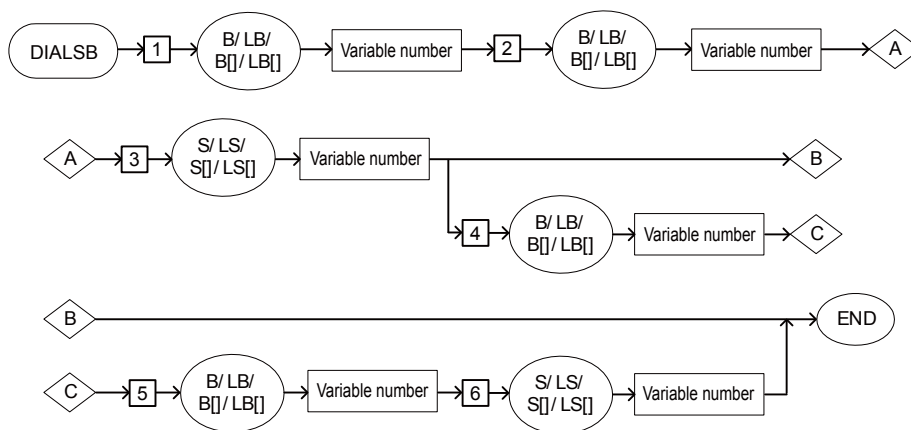 DIALSB
1
B/ LB/
B[]/ LB[]
Variable number
2
B/ LB/
B[]/ LB[]
Variable number
A
A
3
S/ LS/
S[]/ LS[]
Variable number
B
4
B/ LB/
B[]/ LB[]
Variable number
C
B
END
C
5
B/ LB/
B[]/ LB[]
Variable number
6
S/ LS/
S[]/ LS[]
Variable number